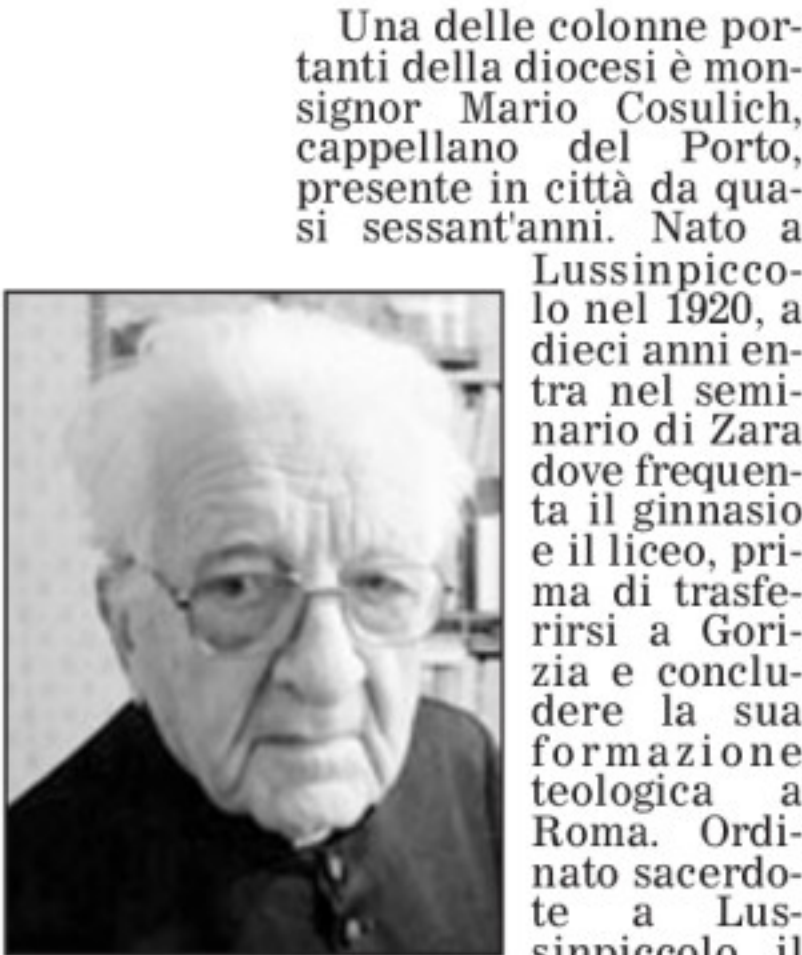 Una delle colonne por-
tanti della diocesi è mon-
signor Mario Cosulich,
cappellano del Porto,
presente in città da qua-
si sessant'anni. Nato a
Lussinpicco-
lo nel 1920, a
dieci anni en-
tra nel semi-
nario di Zara
dove frequen-
ta il ginnasio
e il liceo, pri-
ma di trasfe-
rirsi a Gori-
zia e conclu-
dere la sua
formazione
teologica a
Roma. Ordi-
nato sacerdo-
te a Lus-
sinpiccolo il